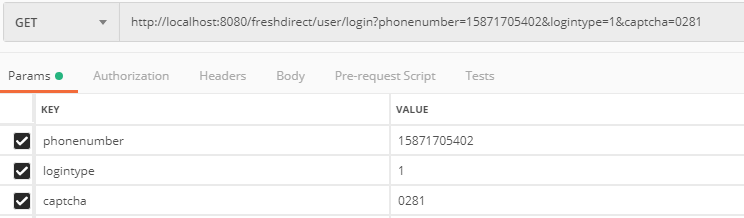 GET http://localhost:8080/freshdirect/user/login?phonenumber=15871705402&logintype=1&captcha=0281
Params Authorization Headers Body Pre-request Script Tests
KEY VALUE
phonenumber 15871705402
logintype 1
captcha 0281